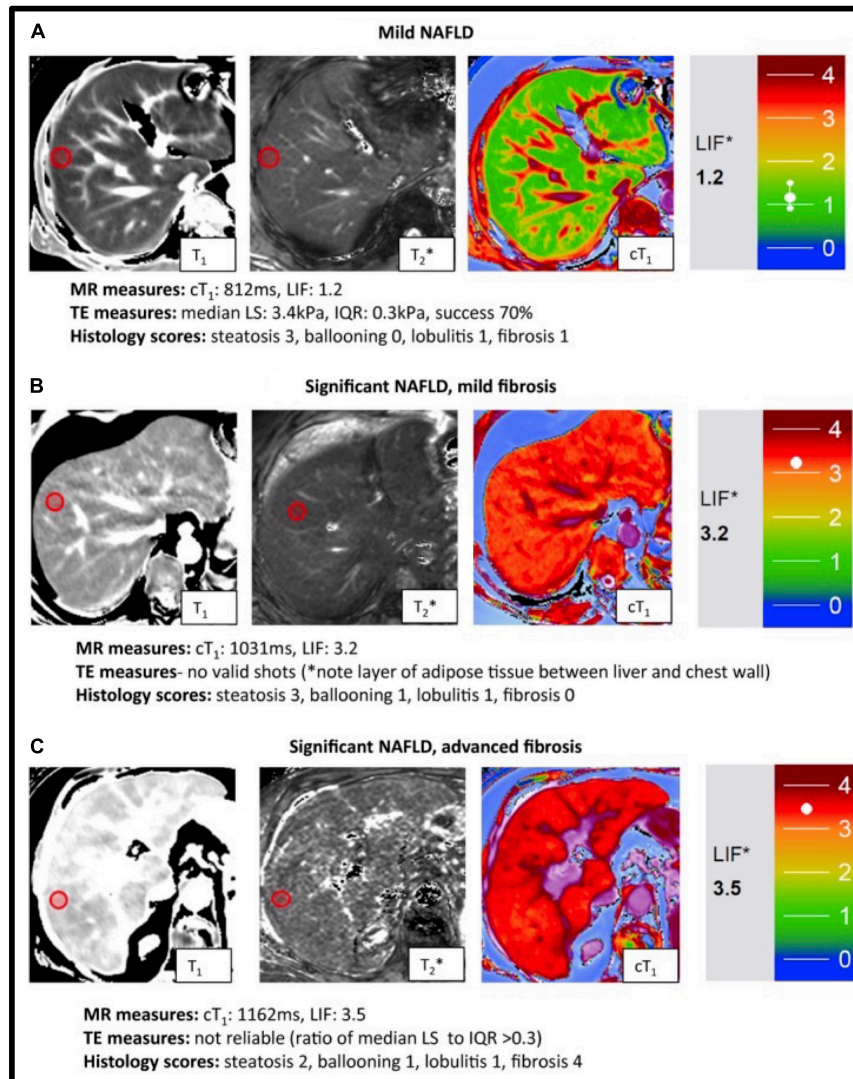 A
Mild NAFLD
T1
T2*
cT1
LIF*
1.2
4
3
2
1
0
MR measures: cT1: 812ms, LIF: 1.2
TE measures: median LS: 3.4kPa, IQR: 0.3kPa, success 70%
Histology scores: steatosis 3, ballooning 0, lobulitis 1, fibrosis 1
B
Significant NAFLD, mild fibrosis
T1
T2*
cT1
LIF*
3.2
4
3
2
1
0
MR measures: cT1: 1031ms, LIF: 3.2
TE measures- no valid shots (*note layer of adipose tissue between liver and chest wall)
Histology scores: steatosis 3, ballooning 1, lobulitis 1, fibrosis 0
C
Significant NAFLD, advanced fibrosis
T1
T2*
cT1
LIF*
3.5
4
3
2
1
0
MR measures: cT1: 1162ms, LIF: 3.5
TE measures: not reliable (ratio of median LS to IQR >0.3)
Histology scores: steatosis 2, ballooning 1, lobulitis 1, fibrosis 4